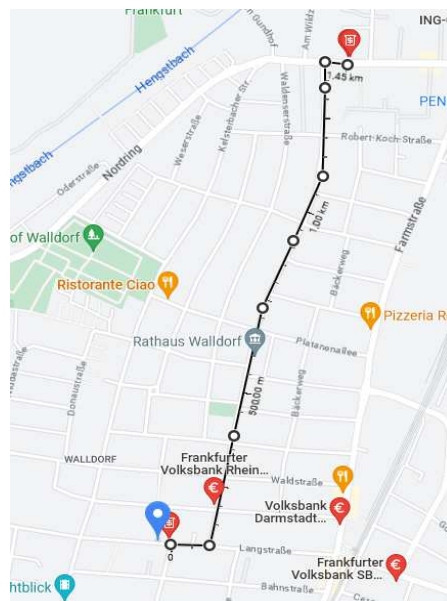 Frankfurt
ING-
Am Wildz
Hengstbach
1.45 km
PEN
Waldenserstraße
Kelsterbacher Str.
Weserstraße
Robert-Koch-Straße
Nordring
Oderstraße
Hengstbach
1.00 km
Farmstraße
of Walldorf
Ristorante Ciao
Bäckerweg
Pizzeria R
Rathaus Walldorf
Platanenallee
Donaustraße
500.00 m
Bäckerweg
WALLDORF
Frankfurter
Volksbank Rhein...
Waldstraße
Volksbank
Darmstadt...
0
Langstraße
Frankfurter
Volksbank SB...
htblick
Bahnstraße